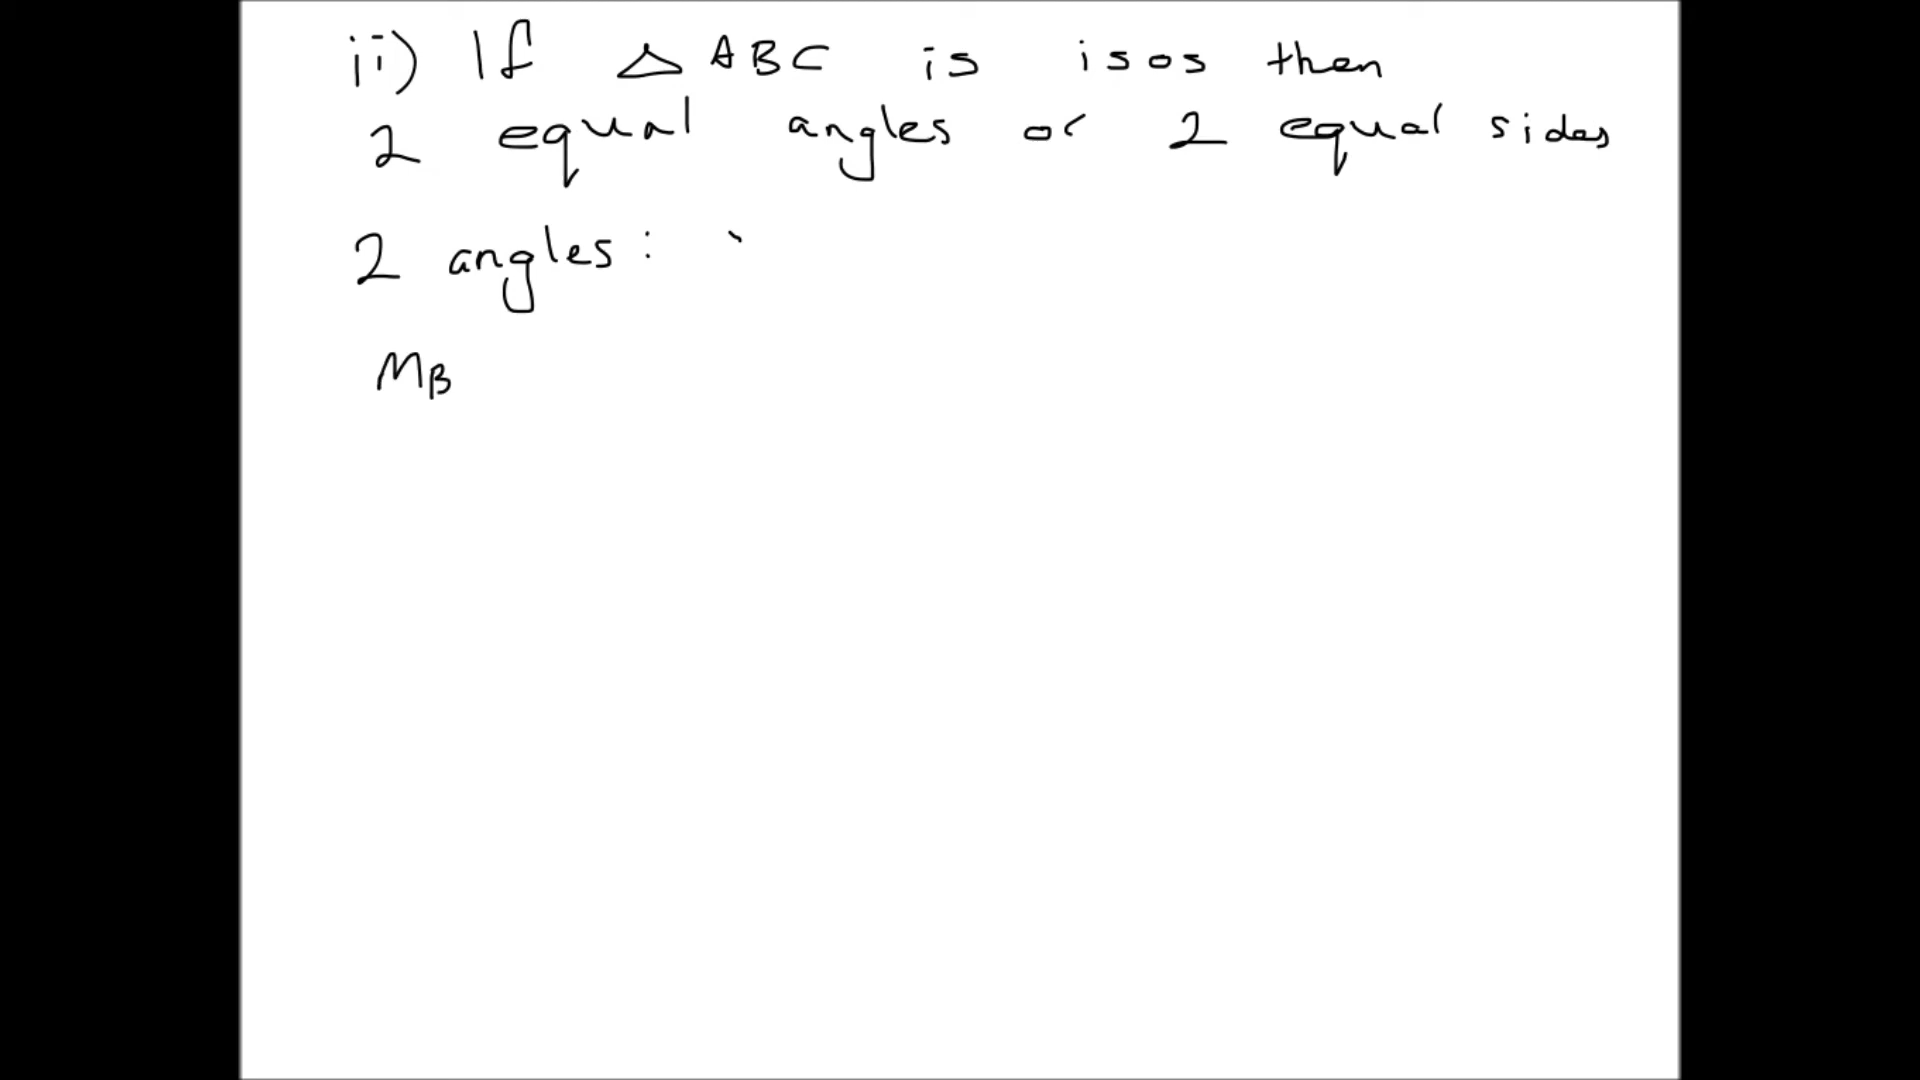 ii) If △ABC is isos then
2 equal angles or 2 equal sides
2 angles:
MB